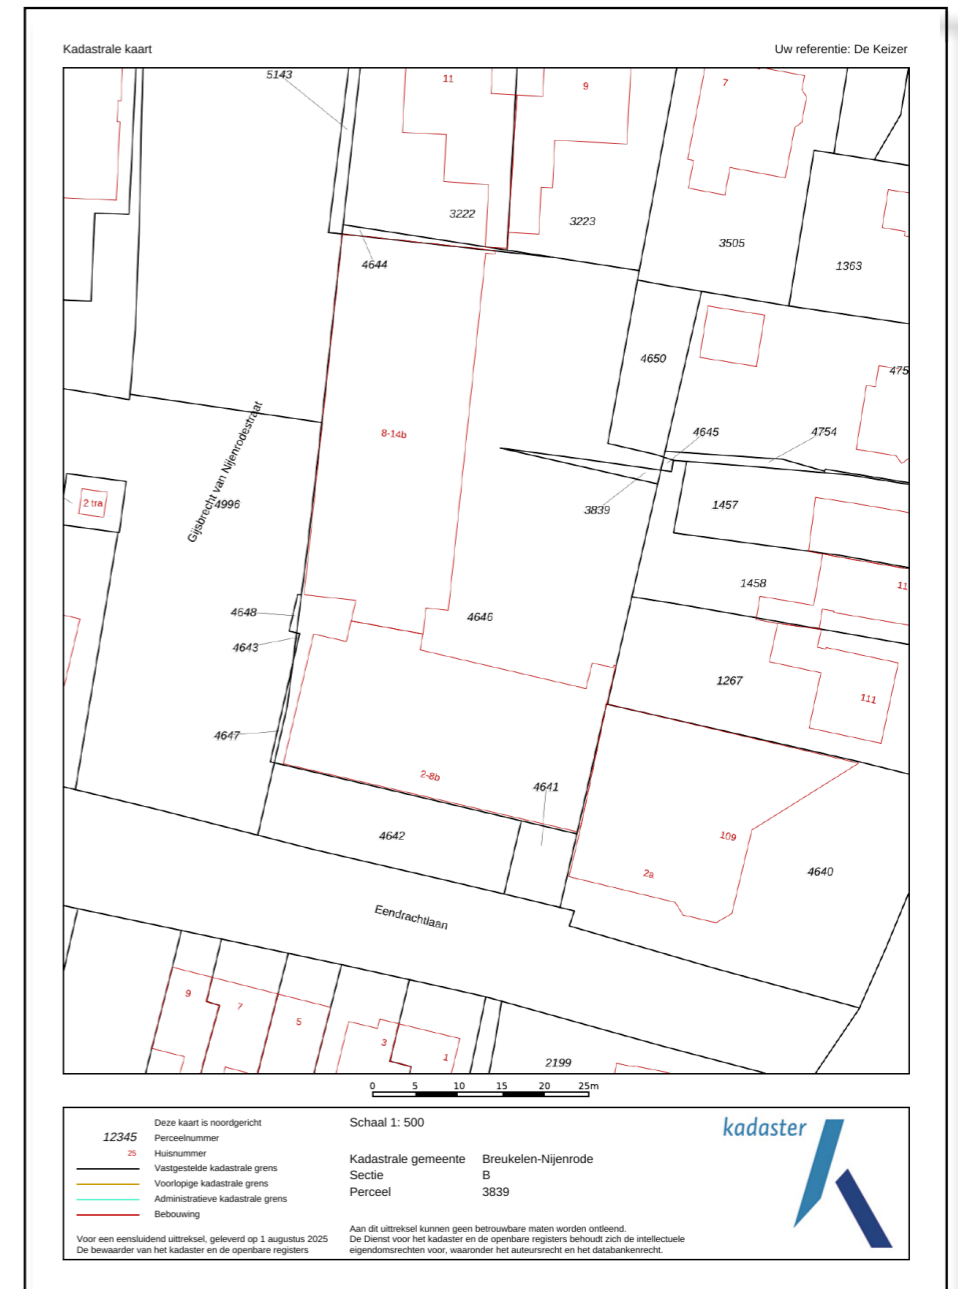 Kadastrale kaart
Uw referentie: De Keizer
5143
11
9
7
3222
3223
3505
1363
4644
4650
475
8-14b
4645
4754
Gijsbrecht van Nijenrodestraat
2 tra
4996
3839
1457
1458
11
4648
4646
4643
1267
111
4647
2-8b
4641
4642
109
2a
4640
Eendrachtlaan
9
7
5
3
1
2199
0 5 10 15 20 25m
Deze kaart is noordgericht
12345 Perceelnummer
25 Huisnummer
Vastgestelde kadastrale grens
Voorlopige kadastrale grens
Administratieve kadastrale grens
Bebouwing
Voor een eensluidend uittreksel, geleverd op 1 augustus 2025
De bewaarder van het kadaster en de openbare registers
Schaal 1: 500
Kadastrale gemeente Breukelen-Nijenrode
Sectie B
Perceel 3839
Aan dit uittreksel kunnen geen betrouwbare maten worden ontleend.
De Dienst voor het kadaster en de openbare registers behoudt zich de intellectuele
eigendomsrechten voor, waaronder het auteursrecht en het databankenrecht.
kadaster